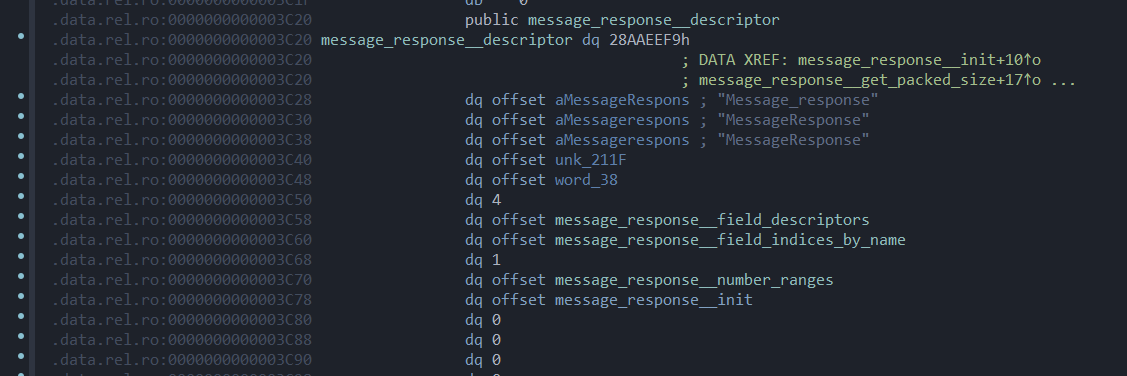 .data.rel.ro:0000000000003C1F db 0
.data.rel.ro:0000000000003C20 public message_response__descriptor
.data.rel.ro:0000000000003C20 message_response__descriptor dq 28AAEEF9h
.data.rel.ro:0000000000003C20 ; DATA XREF: message_response__init+10↑o
.data.rel.ro:0000000000003C20 ; message_response__get_packed_size+17↑o ...
.data.rel.ro:0000000000003C28 dq offset aMessageRespons ; "Message_response"
.data.rel.ro:0000000000003C30 dq offset aMessagerespons ; "MessageResponse"
.data.rel.ro:0000000000003C38 dq offset aMessagerespons ; "MessageResponse"
.data.rel.ro:0000000000003C40 dq offset unk_211F
.data.rel.ro:0000000000003C48 dq offset word_38
.data.rel.ro:0000000000003C50 dq 4
.data.rel.ro:0000000000003C58 dq offset message_response__field_descriptors
.data.rel.ro:0000000000003C60 dq offset message_response__field_indices_by_name
.data.rel.ro:0000000000003C68 dq 1
.data.rel.ro:0000000000003C70 dq offset message_response__number_ranges
.data.rel.ro:0000000000003C78 dq offset message_response__init
.data.rel.ro:0000000000003C80 dq 0
.data.rel.ro:0000000000003C88 dq 0
.data.rel.ro:0000000000003C90 dq 0